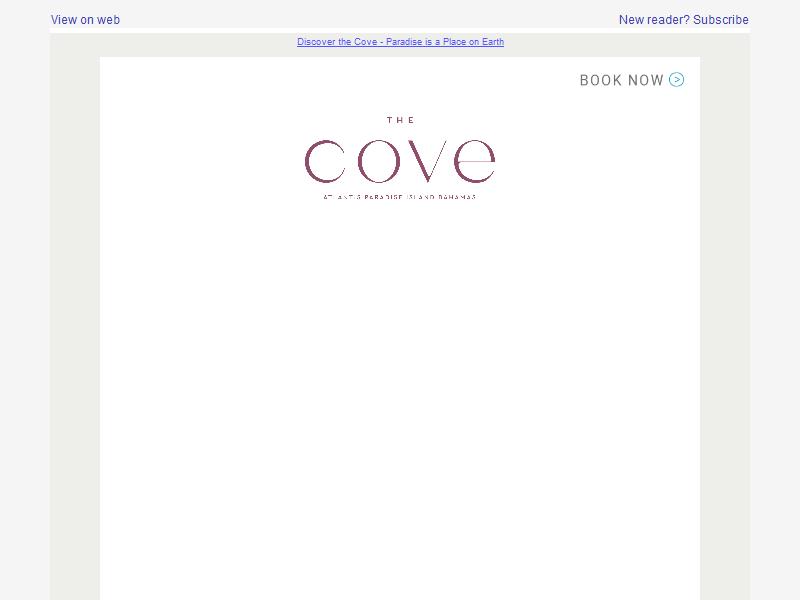 View on web
New reader? Subscribe
Discover the Cove - Paradise is a Place on Earth
BOOK NOW
THE
cove
ATLANTIS PARADISE ISLAND BAHAMAS